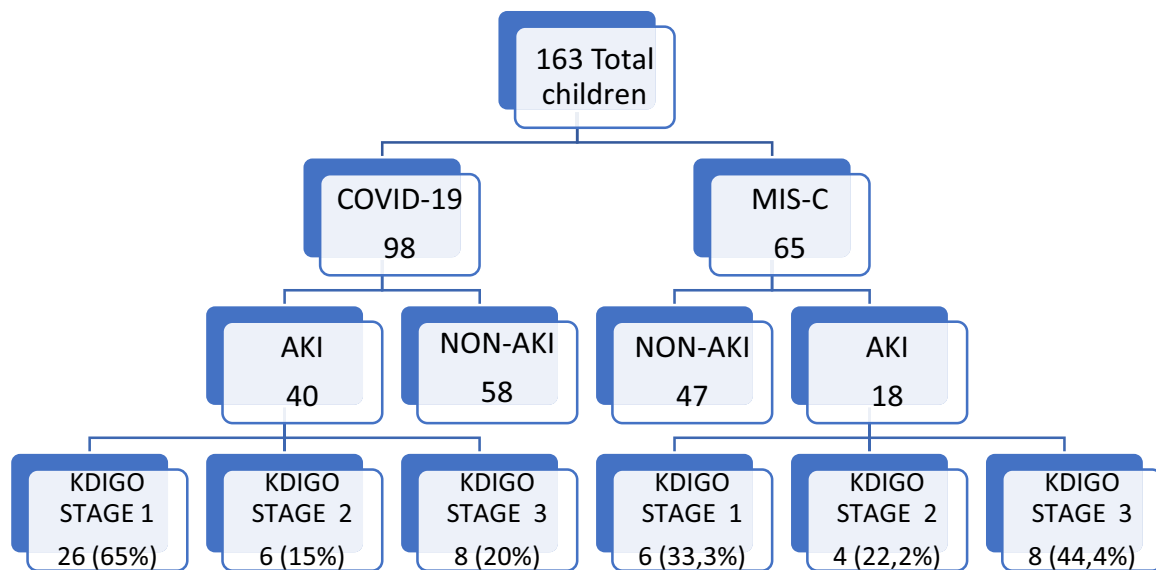 163 Total
children
COVID-19
98
MIS-C
65
AKI
40
NON-AKI
58
NON-AKI
47
AKI
18
KDIGO
STAGE 1
26 (65%)
KDIGO
STAGE 2
6 (15%)
KDIGO
STAGE 3
8 (20%)
KDIGO
STAGE 1
6 (33,3%)
KDIGO
STAGE 2
4 (22,2%)
KDIGO
STAGE 3
8 (44,4%)